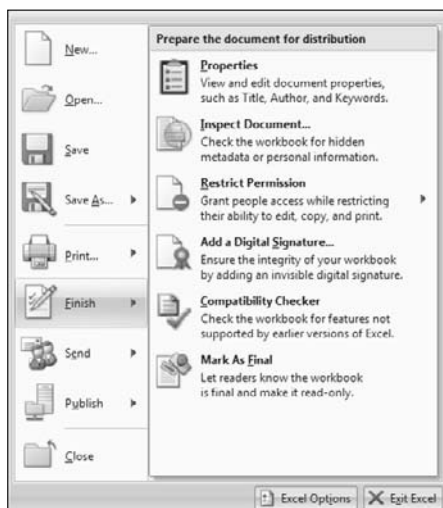 New...
Open...
Save
Save As...
Print...
Finish
Send
Publish
Close
Prepare the document for distribution
Properties
View and edit document properties,
such as Title, Author, and Keywords.
Inspect Document...
Check the workbook for hidden
metadata or personal information.
Restrict Permission
Grant people access while restricting
their ability to edit, copy, and print.
Add a Digital Signature...
Ensure the integrity of your workbook
by adding an invisible digital signature.
Compatibility Checker
Check the workbook for features not
supported by earlier versions of Excel.
Mark As Final
Let readers know the workbook
is final and make it read-only.
Excel Options
Exit Excel